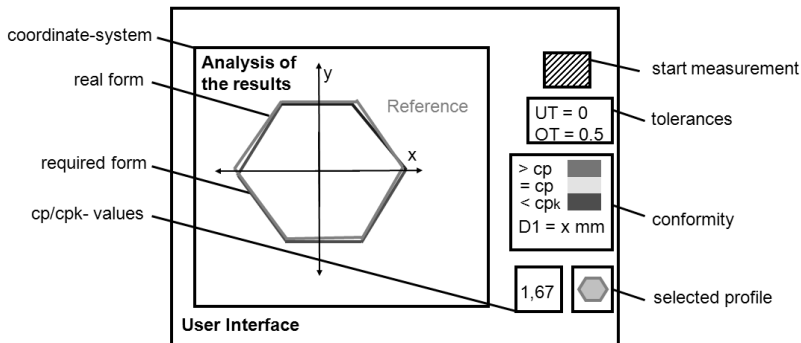 coordinate-system
real form
required form
cp/cpk- values
Analysis of
the results
y
Reference
x
User Interface
UT = 0
OT = 0.5
> cp
= cp
< cpk
D1 = x mm
1,67
start measurement
tolerances
conformity
selected profile